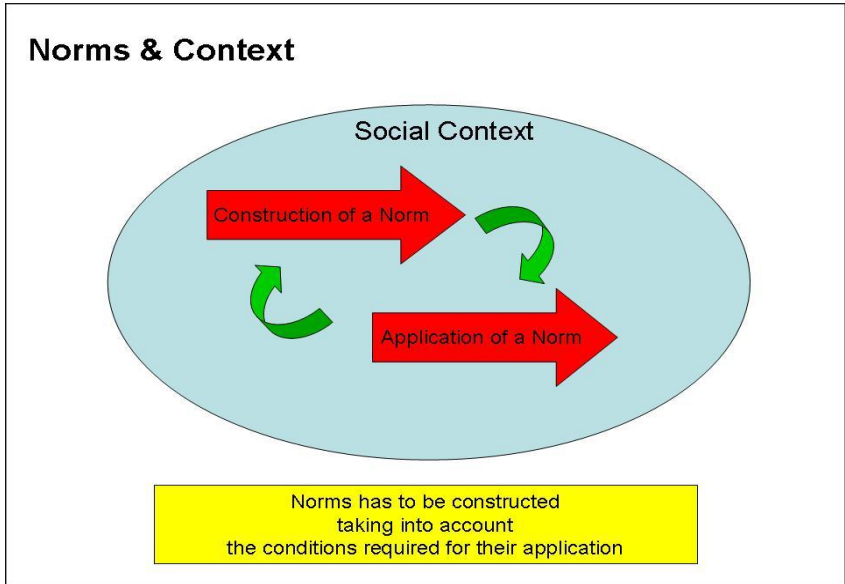 Norms & Context
Social Context
Construction of a Norm
Application of a Norm
Norms has to be constructed
taking into account
the conditions required for their application